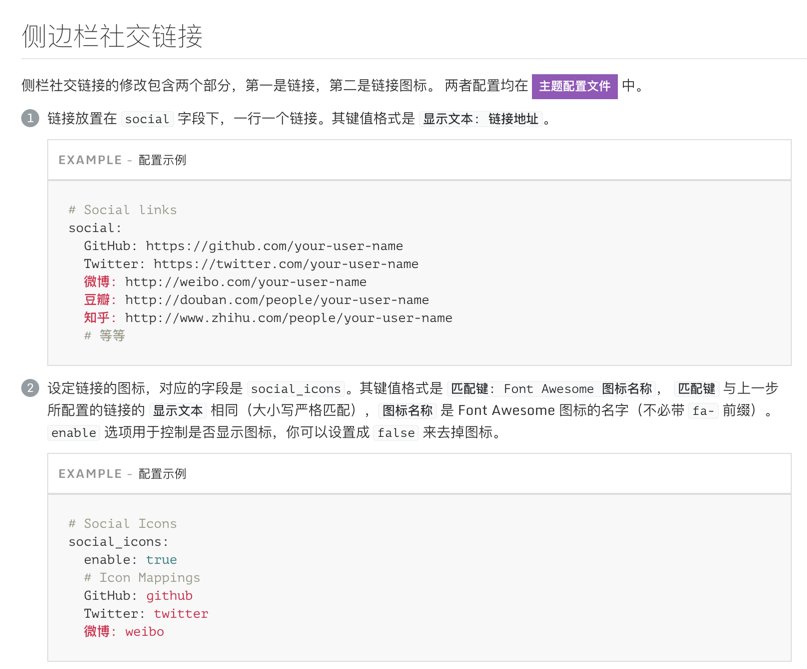 侧边栏社交链接
侧栏社交链接的修改包含两个部分，第一是链接，第二是链接图标。 两者配置均在 主题配置文件 中。
1 链接放置在 social 字段下，一行一个链接。其键值格式是 显示文本: 链接地址 。
EXAMPLE - 配置示例
# Social links
social:
  GitHub: https://github.com/your-user-name
  Twitter: https://twitter.com/your-user-name
  微博: http://weibo.com/your-user-name
  豆瓣: http://douban.com/people/your-user-name
  知乎: http://www.zhihu.com/people/your-user-name
  # 等等
2 设定链接的图标，对应的字段是 social_icons 。其键值格式是 匹配键: Font Awesome 图标名称 ， 匹配键 与上一步
所配置的链接的 显示文本 相同（大小写严格匹配）， 图标名称 是 Font Awesome 图标的名字（不必带 fa- 前缀）。
enable 选项用于控制是否显示图标，你可以设置成 false 来去掉图标。
EXAMPLE - 配置示例
# Social Icons
social_icons:
  enable: true
  # Icon Mappings
  GitHub: github
  Twitter: twitter
  微博: weibo